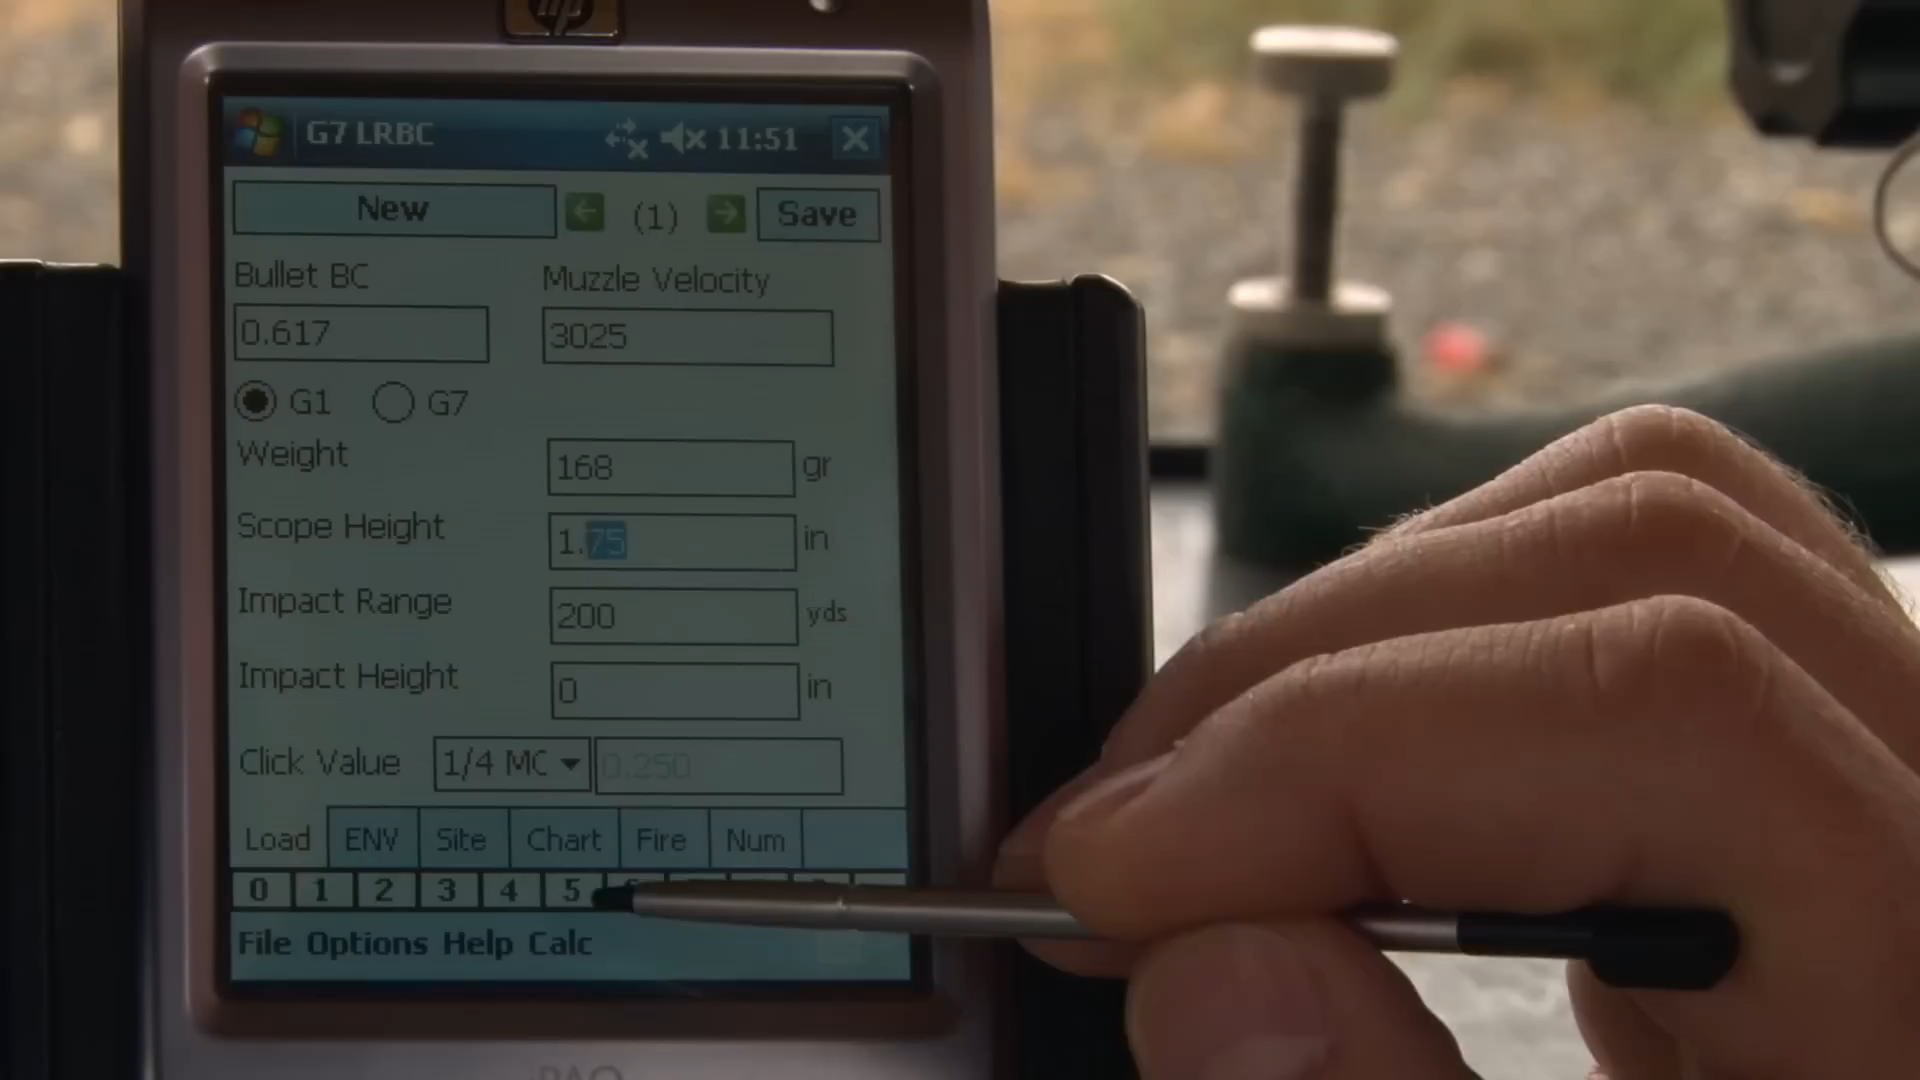 hp
G7 LRBC 11:51
New (1) Save
Bullet BC Muzzle Velocity
0.617 3025
G1 G7
Weight 168 gr
Scope Height 1.75 in
Impact Range 200 yds
Impact Height 0 in
Click Value 1/4 MC 0.250
Load ENV Site Chart Fire Num
0 1 2 3 4 5
File Options Help Calc
iPAQ